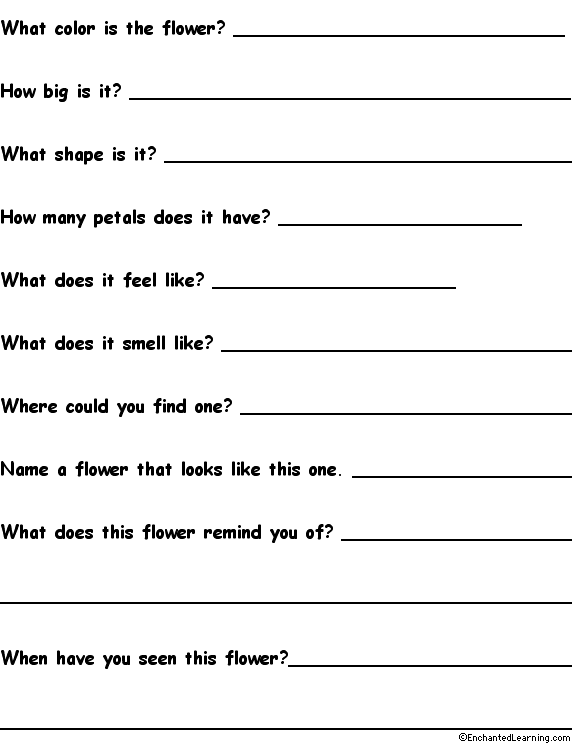 What color is the flower?
How big is it?
What shape is it?
How many petals does it have?
What does it feel like?
What does it smell like?
Where could you find one?
Name a flower that looks like this one.
What does this flower remind you of?
When have you seen this flower?
©EnchantedLearning.com